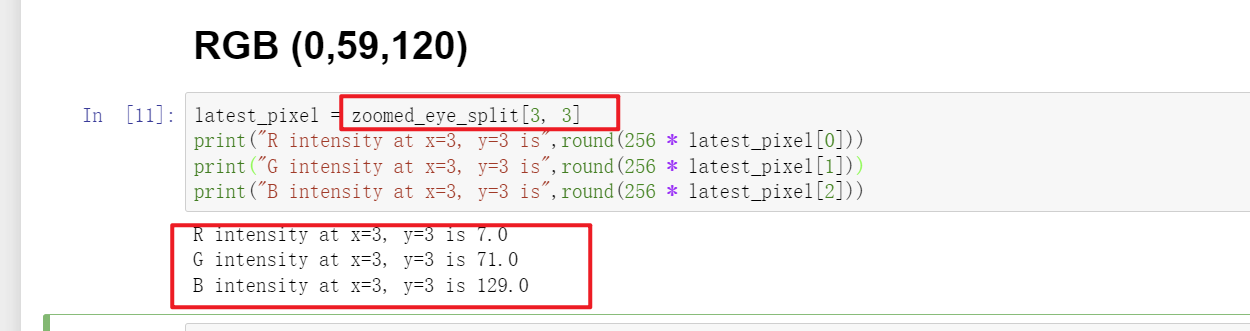 RGB (0,59,120)
In [11]: latest_pixel = zoomed_eye_split[3, 3]
print("R intensity at x=3, y=3 is",round(256 * latest_pixel[0]))
print("G intensity at x=3, y=3 is",round(256 * latest_pixel[1]))
print("B intensity at x=3, y=3 is",round(256 * latest_pixel[2]))
R intensity at x=3, y=3 is 7.0
G intensity at x=3, y=3 is 71.0
B intensity at x=3, y=3 is 129.0